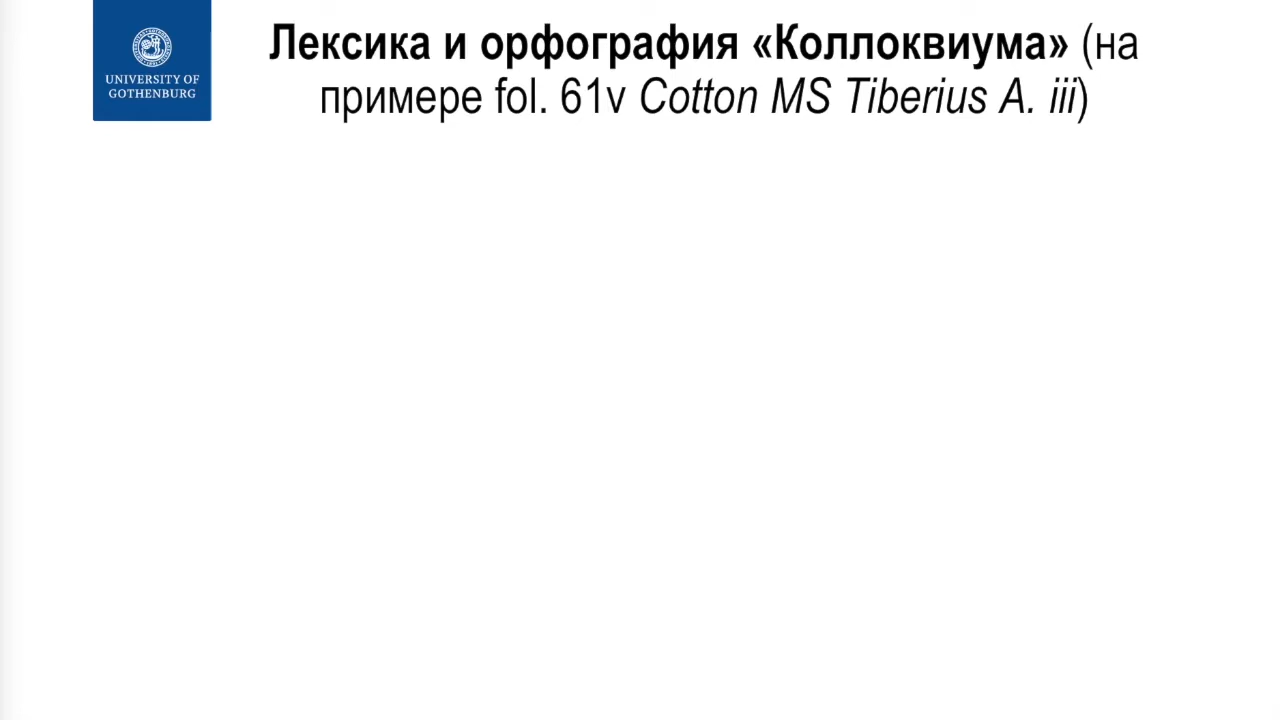 UNIVERSITY OF
GOTHENBURG
Лексика и орфография «Коллоквиума» (на
примере fol. 61v Cotton MS Tiberius A. iii)